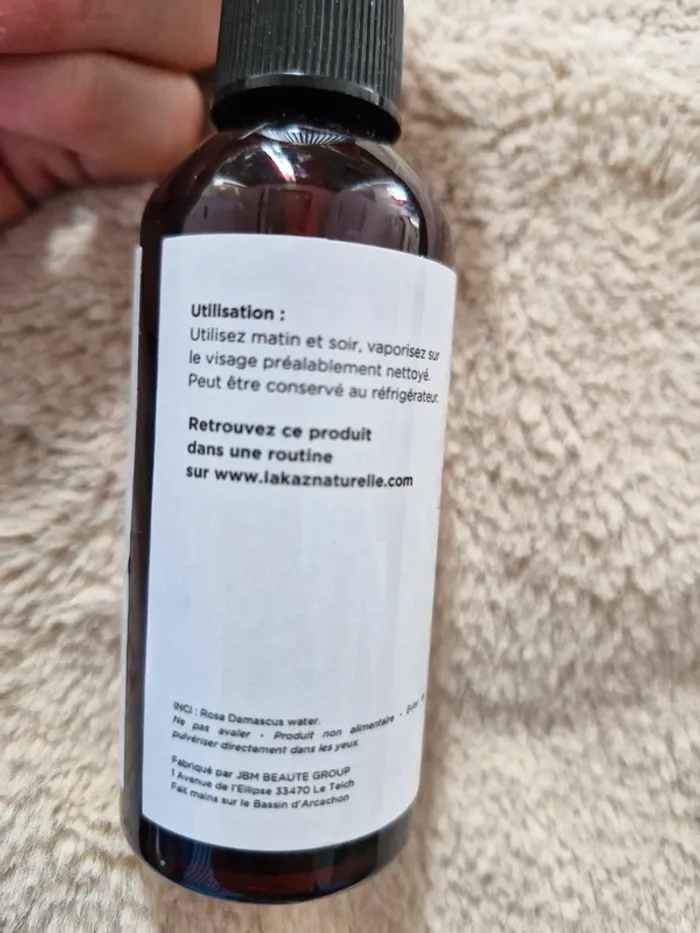 Utilisation :
Utilisez matin et soir, vaporisez sur
le visage préalablement nettoyé.
Peut être conservé au réfrigérateur.
Retrouvez ce produit
dans une routine
sur www.lakaznaturelle.com
INCI : Rosa Damascus water.
Ne pas avaler - Produit non alimentaire -
pulvériser directement dans les yeux.
Fabriqué par JBM BEAUTE GROUP
1 Avenue de l'Ellipse 33470 Le Teich
Fait mains sur le Bassin d'Arcachon